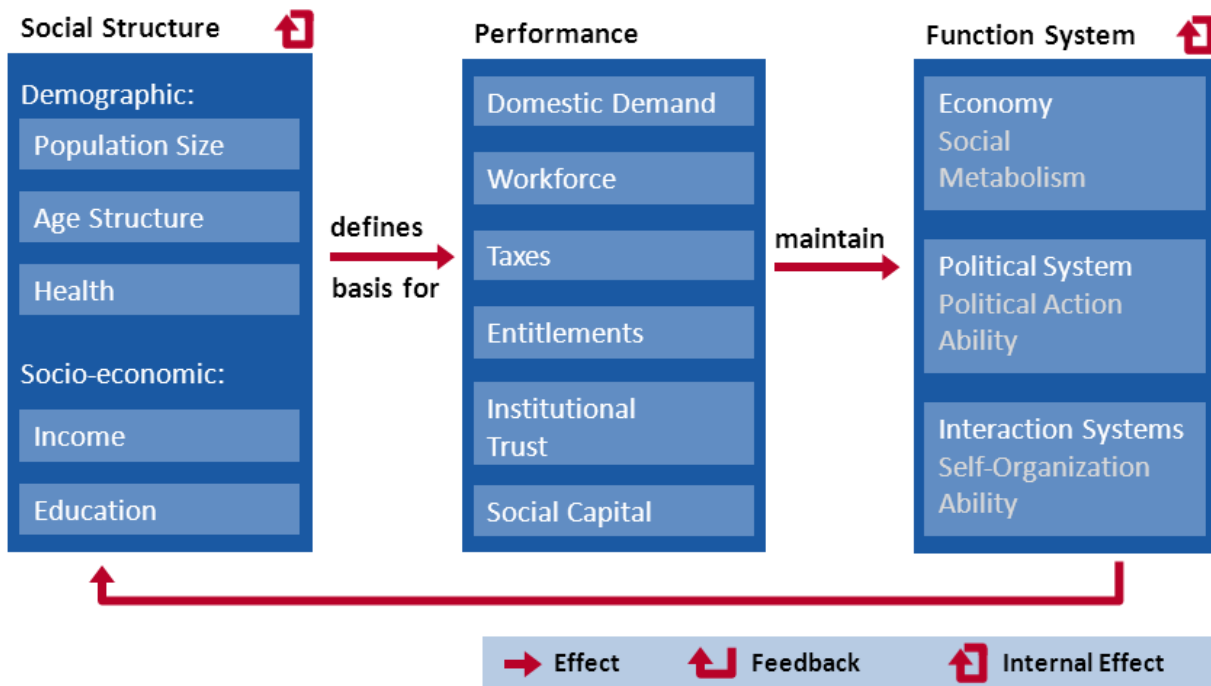 Social Structure
Demographic:
Population Size
Age Structure
Health
Socio-economic:
Income
Education
defines
basis for
Performance
Domestic Demand
Workforce
Taxes
Entitlements
Institutional
Trust
Social Capital
maintain
Function System
Economy
Social
Metabolism
Political System
Political Action
Ability
Interaction Systems
Self-Organization
Ability
Effect
Feedback
Internal Effect